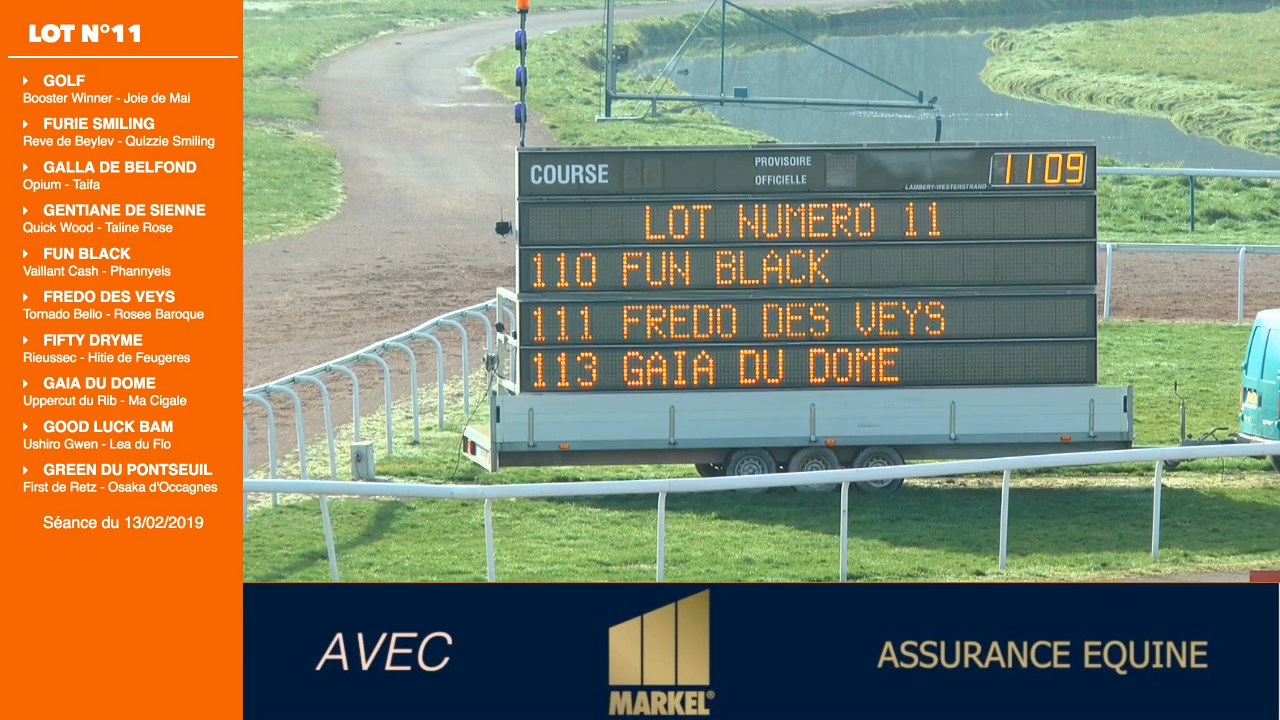 LOT N°11
GOLF
Booster Winner - Joie de Mai
FURIE SMILING
Reve de Beylev - Quizzie Smiling
GALLA DE BELFOND
Opium - Taifa
GENTIANE DE SIENNE
Quick Wood - Taline Rose
FUN BLACK
Vaillant Cash - Phannyeis
FREDO DES VEYS
Tornado Bello - Rosee Baroque
FIFTY DRYME
Rieussec - Hitie de Feugeres
GAIA DU DOME
Uppercut du Rib - Ma Cigale
GOOD LUCK BAM
Ushiro Gwen - Lea du Flo
GREEN DU PONTSEUIL
First de Retz - Osaka d'Occagnes
Séance du 13/02/2019
COURSE
PROVISOIRE
OFFICIELLE
LAMBERT-WESTERSTRAND
1109
LOT NUMERO 11
110 FUN BLACK
111 FREDO DES VEYS
113 GAIA DU DOME
AVEC
MARKEL®
ASSURANCE EQUINE